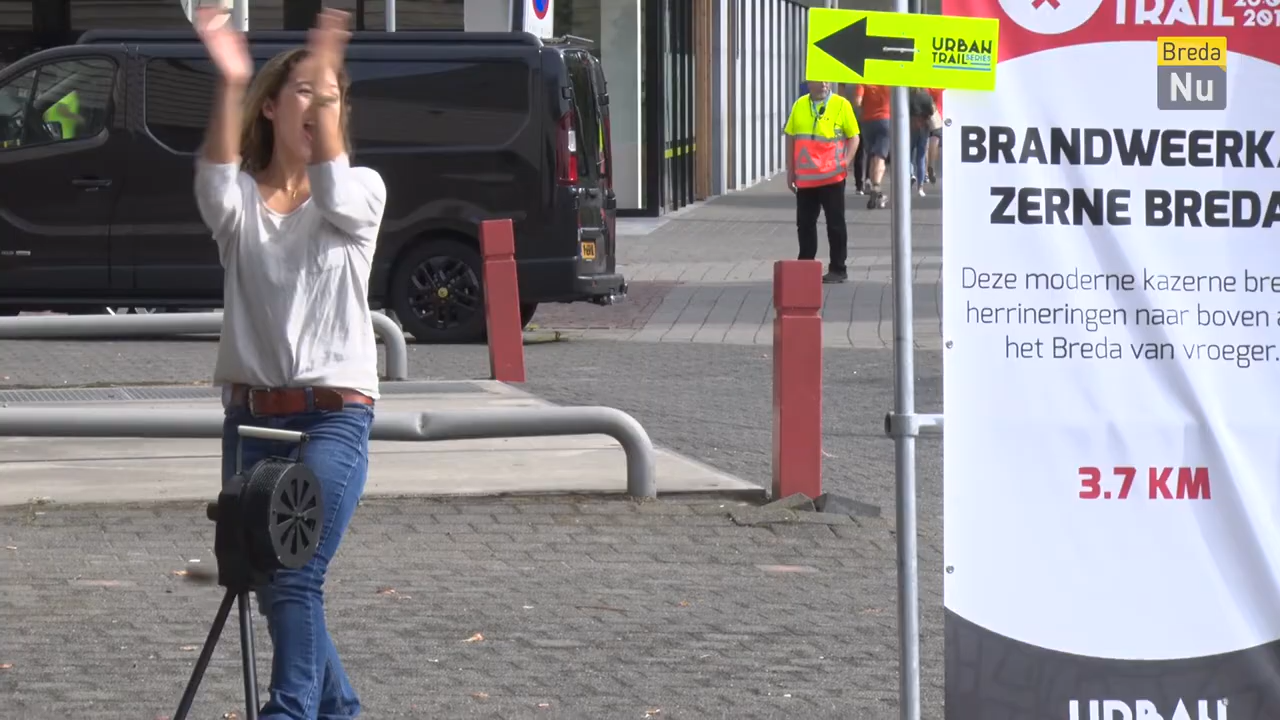 TRAIL
Breda
Nu
URBAN
TRAIL SERIES
BRANDWEERKA
ZERNE BREDA
Deze moderne kazerne bre
herrineringen naar boven a
het Breda van vroeger.
3.7 KM
URBAN